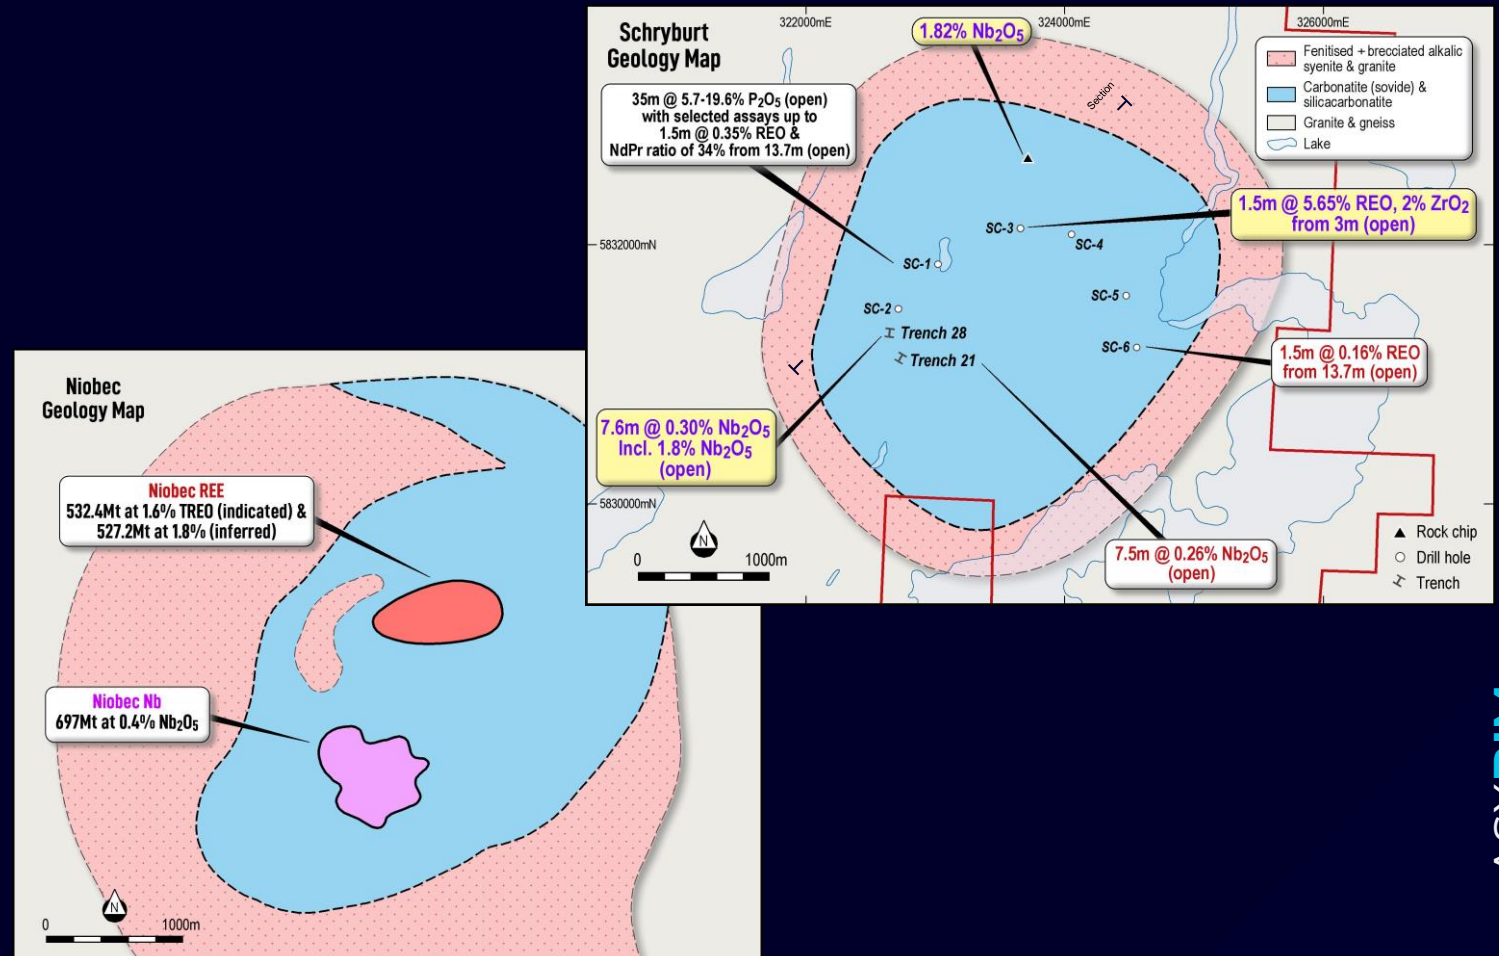 Schryburt
Geology Map
322000mE
324000mE
326000mE
1.82% Nb₂O₅
Fenitised + brecciated alkalic
syenite & granite
Carbonatite (sovide) &
silicacarbonatite
Granite & gneiss
Lake
Section
35m @ 5.7-19.6% P₂O₅ (open)
with selected assays up to
1.5m @ 0.35% REO &
NdPr ratio of 34% from 13.7m (open)
1.5m @ 5.65% REO, 2% ZrO₂
from 3m (open)
5832000mN
SC-3
SC-4
SC-1
SC-2
SC-5
Trench 28
SC-6
Trench 21
1.5m @ 0.16% REO
from 13.7m (open)
7.6m @ 0.30% Nb₂O₅
Incl. 1.8% Nb₂O₅
(open)
5830000mN
N
0 1000m
7.5m @ 0.26% Nb₂O₅
(open)
Rock chip
Drill hole
Trench
Niobec
Geology Map
Niobec REE
532.4Mt at 1.6% TREO (indicated) &
527.2Mt at 1.8% (inferred)
Niobec Nb
697Mt at 0.4% Nb₂O₅
N
0 1000m